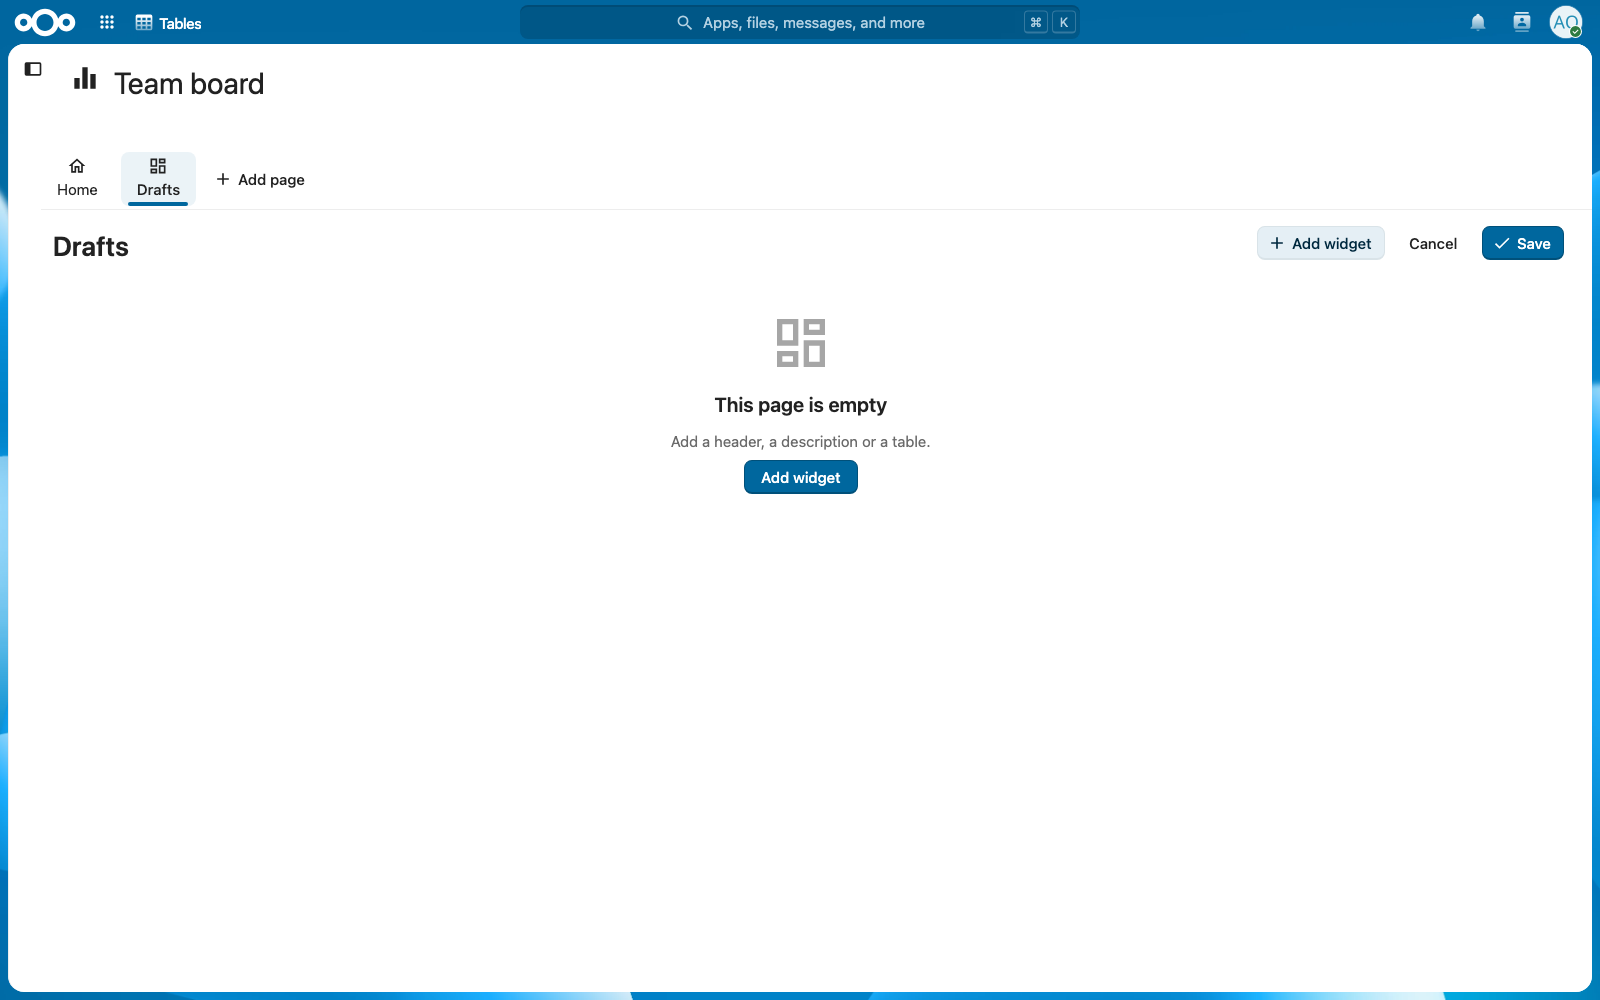 Tables
Apps, files, messages, and more
⌘ K
AO
Team board
Home
Drafts
Add page
Drafts
Add widget
Cancel
Save
This page is empty
Add a header, a description or a table.
Add widget